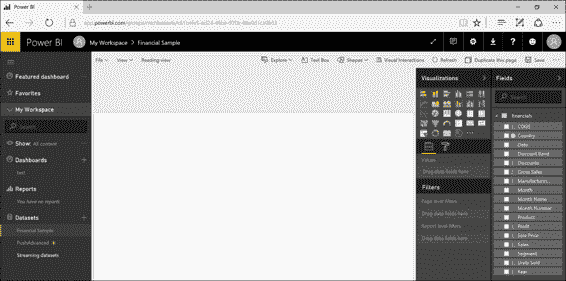 Power BI
app.powerbi.com
Power BI
My Workspace > Financial Sample
Featured dashboard
Favorites
My Workspace
Search
Show: All content
Dashboards
test
Reports
You have no reports
Datasets
Financial Sample
PushAdvanced
Streaming datasets
File
View
Reading view
Explore
Text Box
Shapes
Visual Interactions
Refresh
Duplicate this page
Save
Visualizations
Values
Drag data fields here
Filters
Page level filters
Drag data fields here
Report level filters
Drag data fields here
Fields
Search
financials
COGS
Country
Date
Discount Band
Discounts
Gross Sales
Manufacturin...
Month
Month Name
Month Number
Product
Profit
Sale Price
Sales
Segment
Units Sold
Year